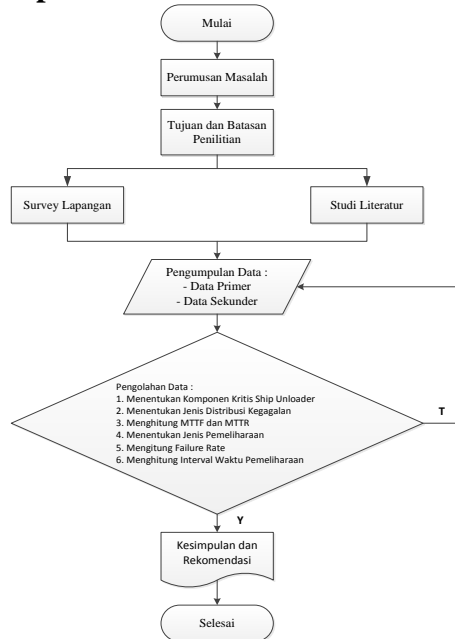 Mulai
Perumusan Masalah
Tujuan dan Batasan
Penilitian
Survey Lapangan
Studi Literatur
Pengumpulan Data :
- Data Primer
- Data Sekunder
Pengolahan Data :
1. Menentukan Komponen Kritis Ship Unloader
2. Menentukan Jenis Distribusi Kegagalan
3. Menghitung MTTF dan MTTR
4. Menentukan Jenis Pemeliharaan
5. Mengitung Failure Rate
6. Menghitung Interval Waktu Pemeliharaan
T
Y
Kesimpulan dan
Rekomendasi
Selesai